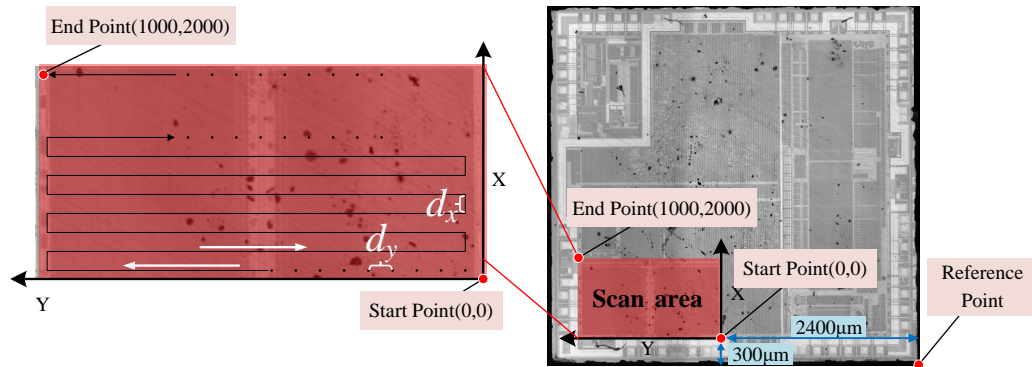 End Point(1000,2000)
X
d_x
d_y
Y
Start Point(0,0)
End Point(1000,2000)
Start Point(0,0)
X
Scan area
Y
Reference
Point
2400μm
300μm